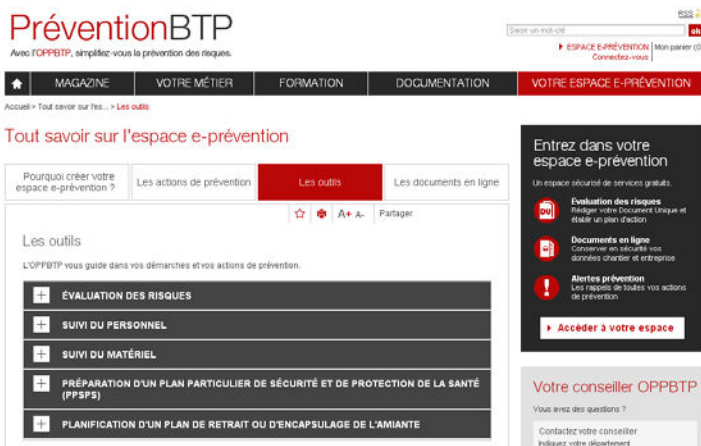 PréventionBTP
Avec l'OPPBTP, simplifiez-vous la prévention des risques.
RSS
Saisir un mot-clé
ok
ESPACE E-PRÉVENTION
Connectez-vous
Mon panier (0
MAGAZINE
VOTRE MÉTIER
FORMATION
DOCUMENTATION
VOTRE ESPACE E-PRÉVENTION
Accueil > Tout savoir sur l'es... > Les outils
Tout savoir sur l'espace e-prévention
Pourquoi créer votre
espace e-prévention ?
Les actions de prévention
Les outils
Les documents en ligne
A+ A-
Partager
Les outils
L'OPPBTP vous guide dans vos démarches et vos actions de prévention.
ÉVALUATION DES RISQUES
SUIVI DU PERSONNEL
SUIVI DU MATÉRIEL
PRÉPARATION D'UN PLAN PARTICULIER DE SÉCURITÉ ET DE PROTECTION DE LA SANTÉ
(PPSPS)
PLANIFICATION D'UN PLAN DE RETRAIT OU D'ENCAPSULAGE DE L'AMIANTE
Entrez dans votre
espace e-prévention
Un espace sécurisé de services gratuits.
DU
Evaluation des risques
Rédiger votre Document Unique et
établir un plan d'action
Documents en ligne
Conserver en sécurité vos
données chantier et entreprise
Alertes prévention
Les rappels de toutes vos actions
de prévention
Accéder à votre espace
Votre conseiller OPPBTP
Vous avez des questions ?
Contactez votre conseiller
Indiquez votre département